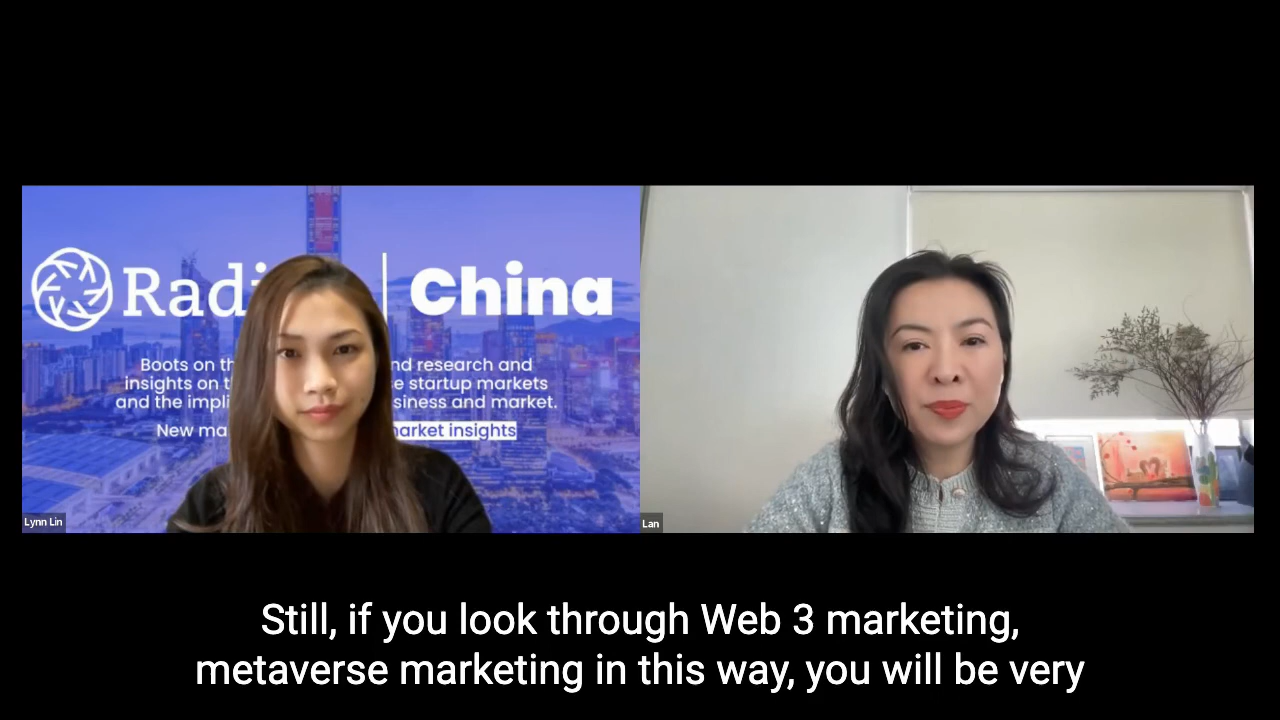 Radi | China
Boots on th nd research and
insights on t e startup markets
and the impli siness and market.
New ma market insights
Lynn Lin
Lan
Still, if you look through Web 3 marketing,
metaverse marketing in this way, you will be very